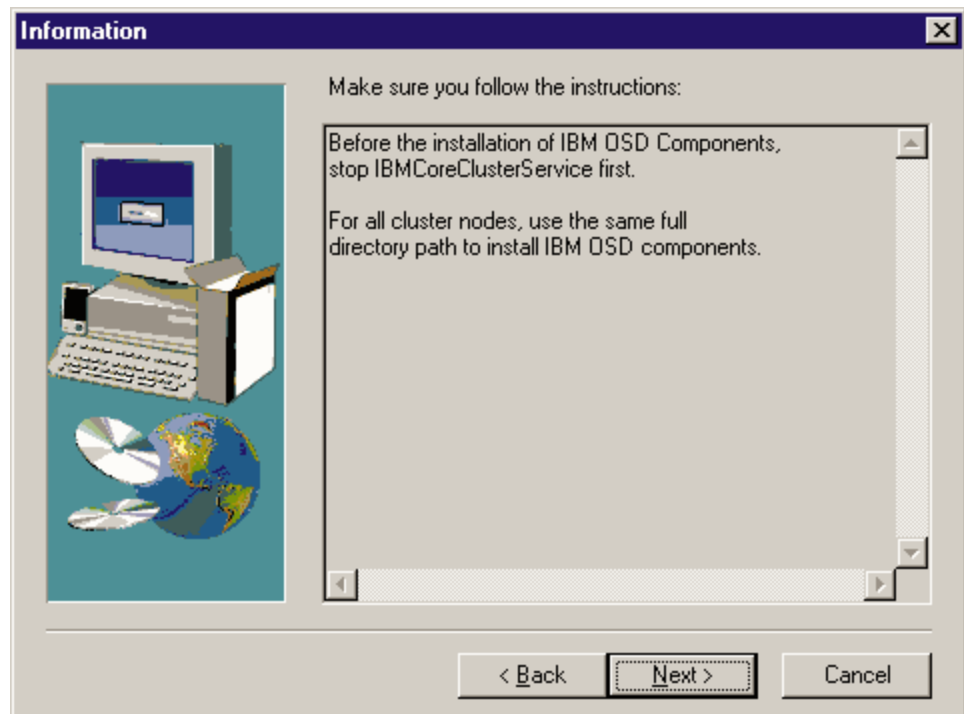 Information
Make sure you follow the instructions:
Before the installation of IBM OSD Components,
stop IBMCoreClusterService first.
For all cluster nodes, use the same full
directory path to install IBM OSD components.
< Back
Next >
Cancel